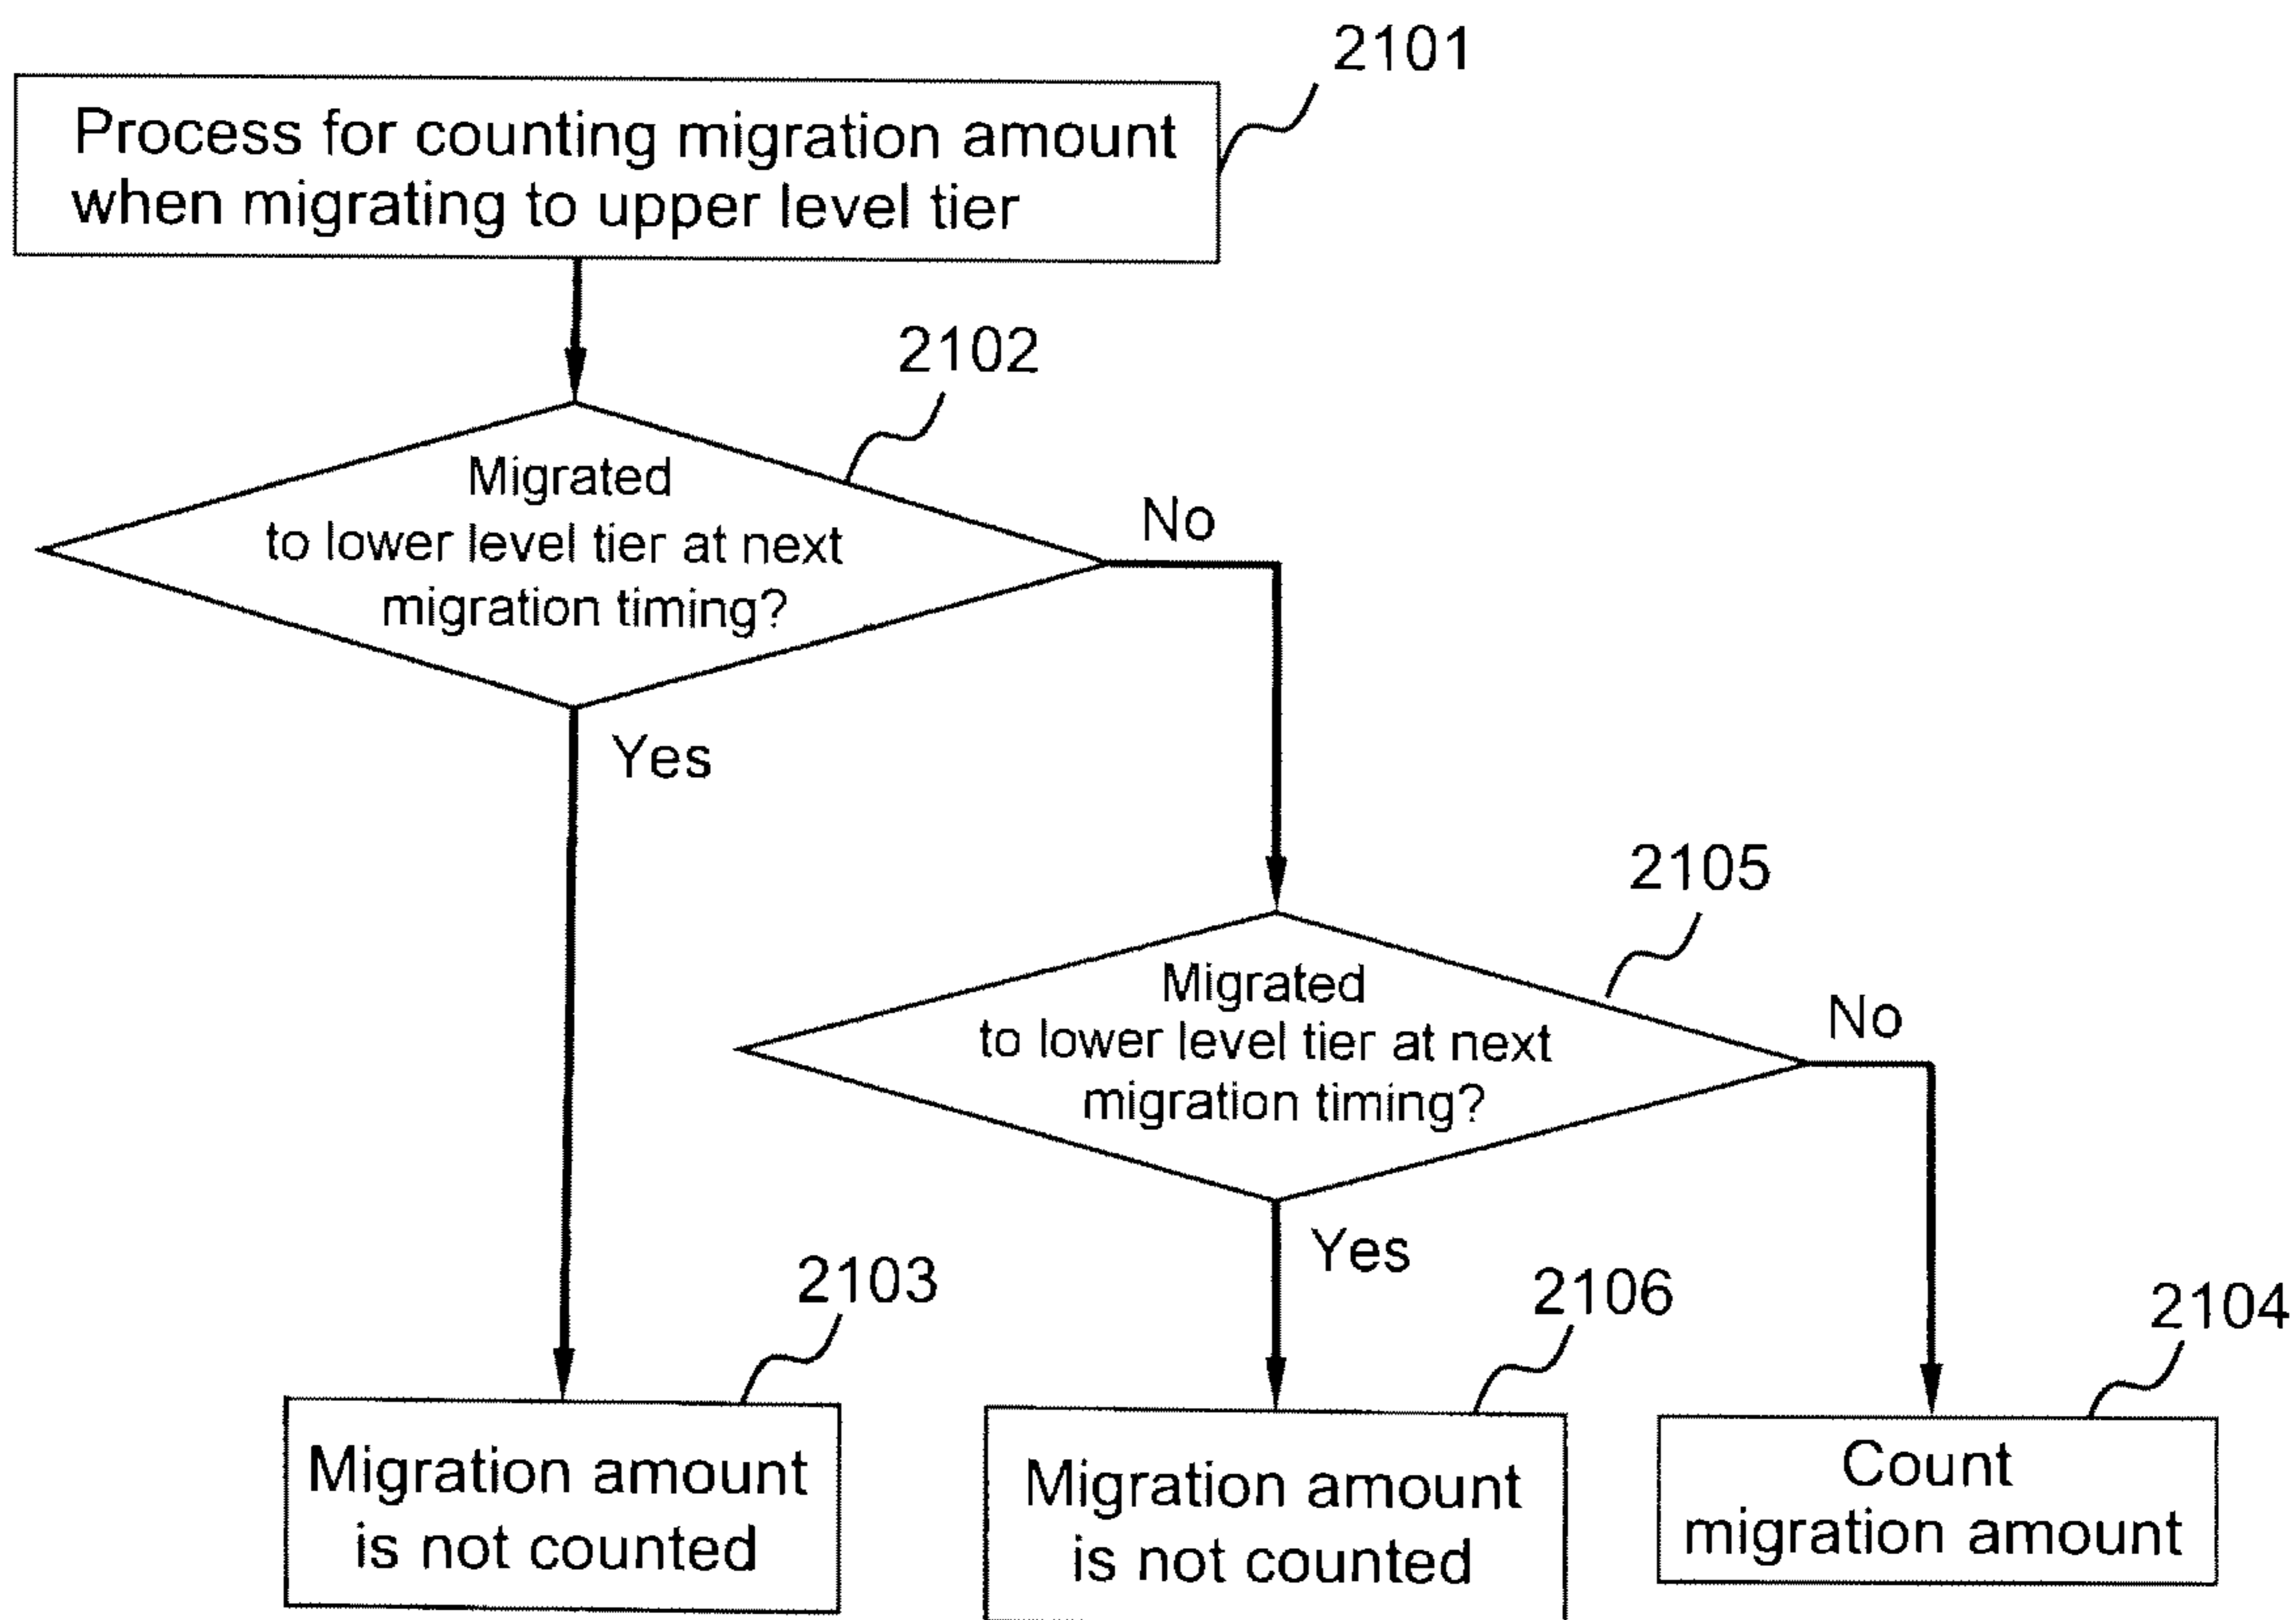 2101
Process for counting migration amount
when migrating to upper level tier
2102
Migrated
to lower level tier at next
migration timing?
No
Yes
2105
Migrated
to lower level tier at next
migration timing?
No
Yes
2103
Migration amount
is not counted
2106
Migration amount
is not counted
2104
Count
migration amount